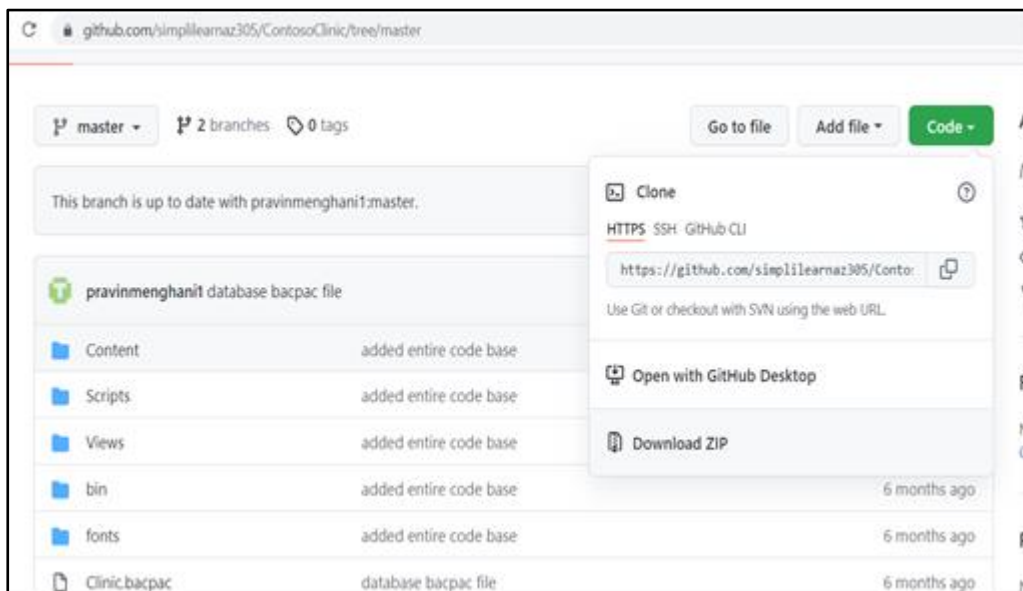 github.com/simplilearnaz305/ContosoClinic/tree/master
master
2 branches
0 tags
Go to file
Add file
Code
This branch is up to date with pravinmenghani1:master.
Clone
HTTPS SSH GitHub CLI
https://github.com/simplilearnaz305/Conto
Use Git or checkout with SVN using the web URL.
Open with GitHub Desktop
Download ZIP
pravinmenghani1 database bacpac file
Content added entire code base
Scripts added entire code base
Views added entire code base
bin added entire code base 6 months ago
fonts added entire code base 6 months ago
Clinic.bacpac database bacpac file 6 months ago